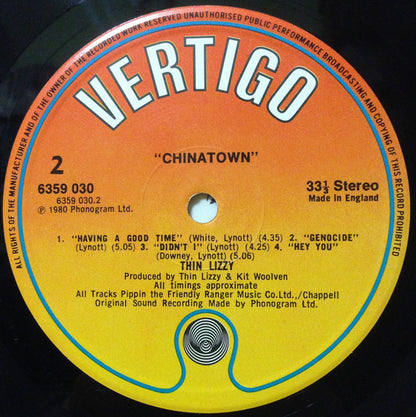 ALL RIGHTS OF THE MANUFACTURER AND OF THE OWNER OF THE RECORDED WORK RESERVED UNAUTHORISED PUBLIC PERFORMANCE BROADCASTING AND COPYING OF THIS RECORD PROHIBITED
VERTIGO
"CHINATOWN"
2
6359 030
6359 030.2
℗ 1980 Phonogram Ltd.
33⅓ Stereo
Made in England
1. "HAVING A GOOD TIME" (White, Lynott) (4.35) 2. "GENOCIDE"
(Lynott) (5.05) 3. "DIDN'T I" (Lynott) (4.25) 4. "HEY YOU"
(Downey, Lynott) (5.06)
THIN LIZZY
Produced by Thin Lizzy & Kit Woolven
All timings approximate
All Tracks Pippin the Friendly Ranger Music Co.Ltd.,/Chappell
Original Sound Recording Made by Phonogram Ltd.